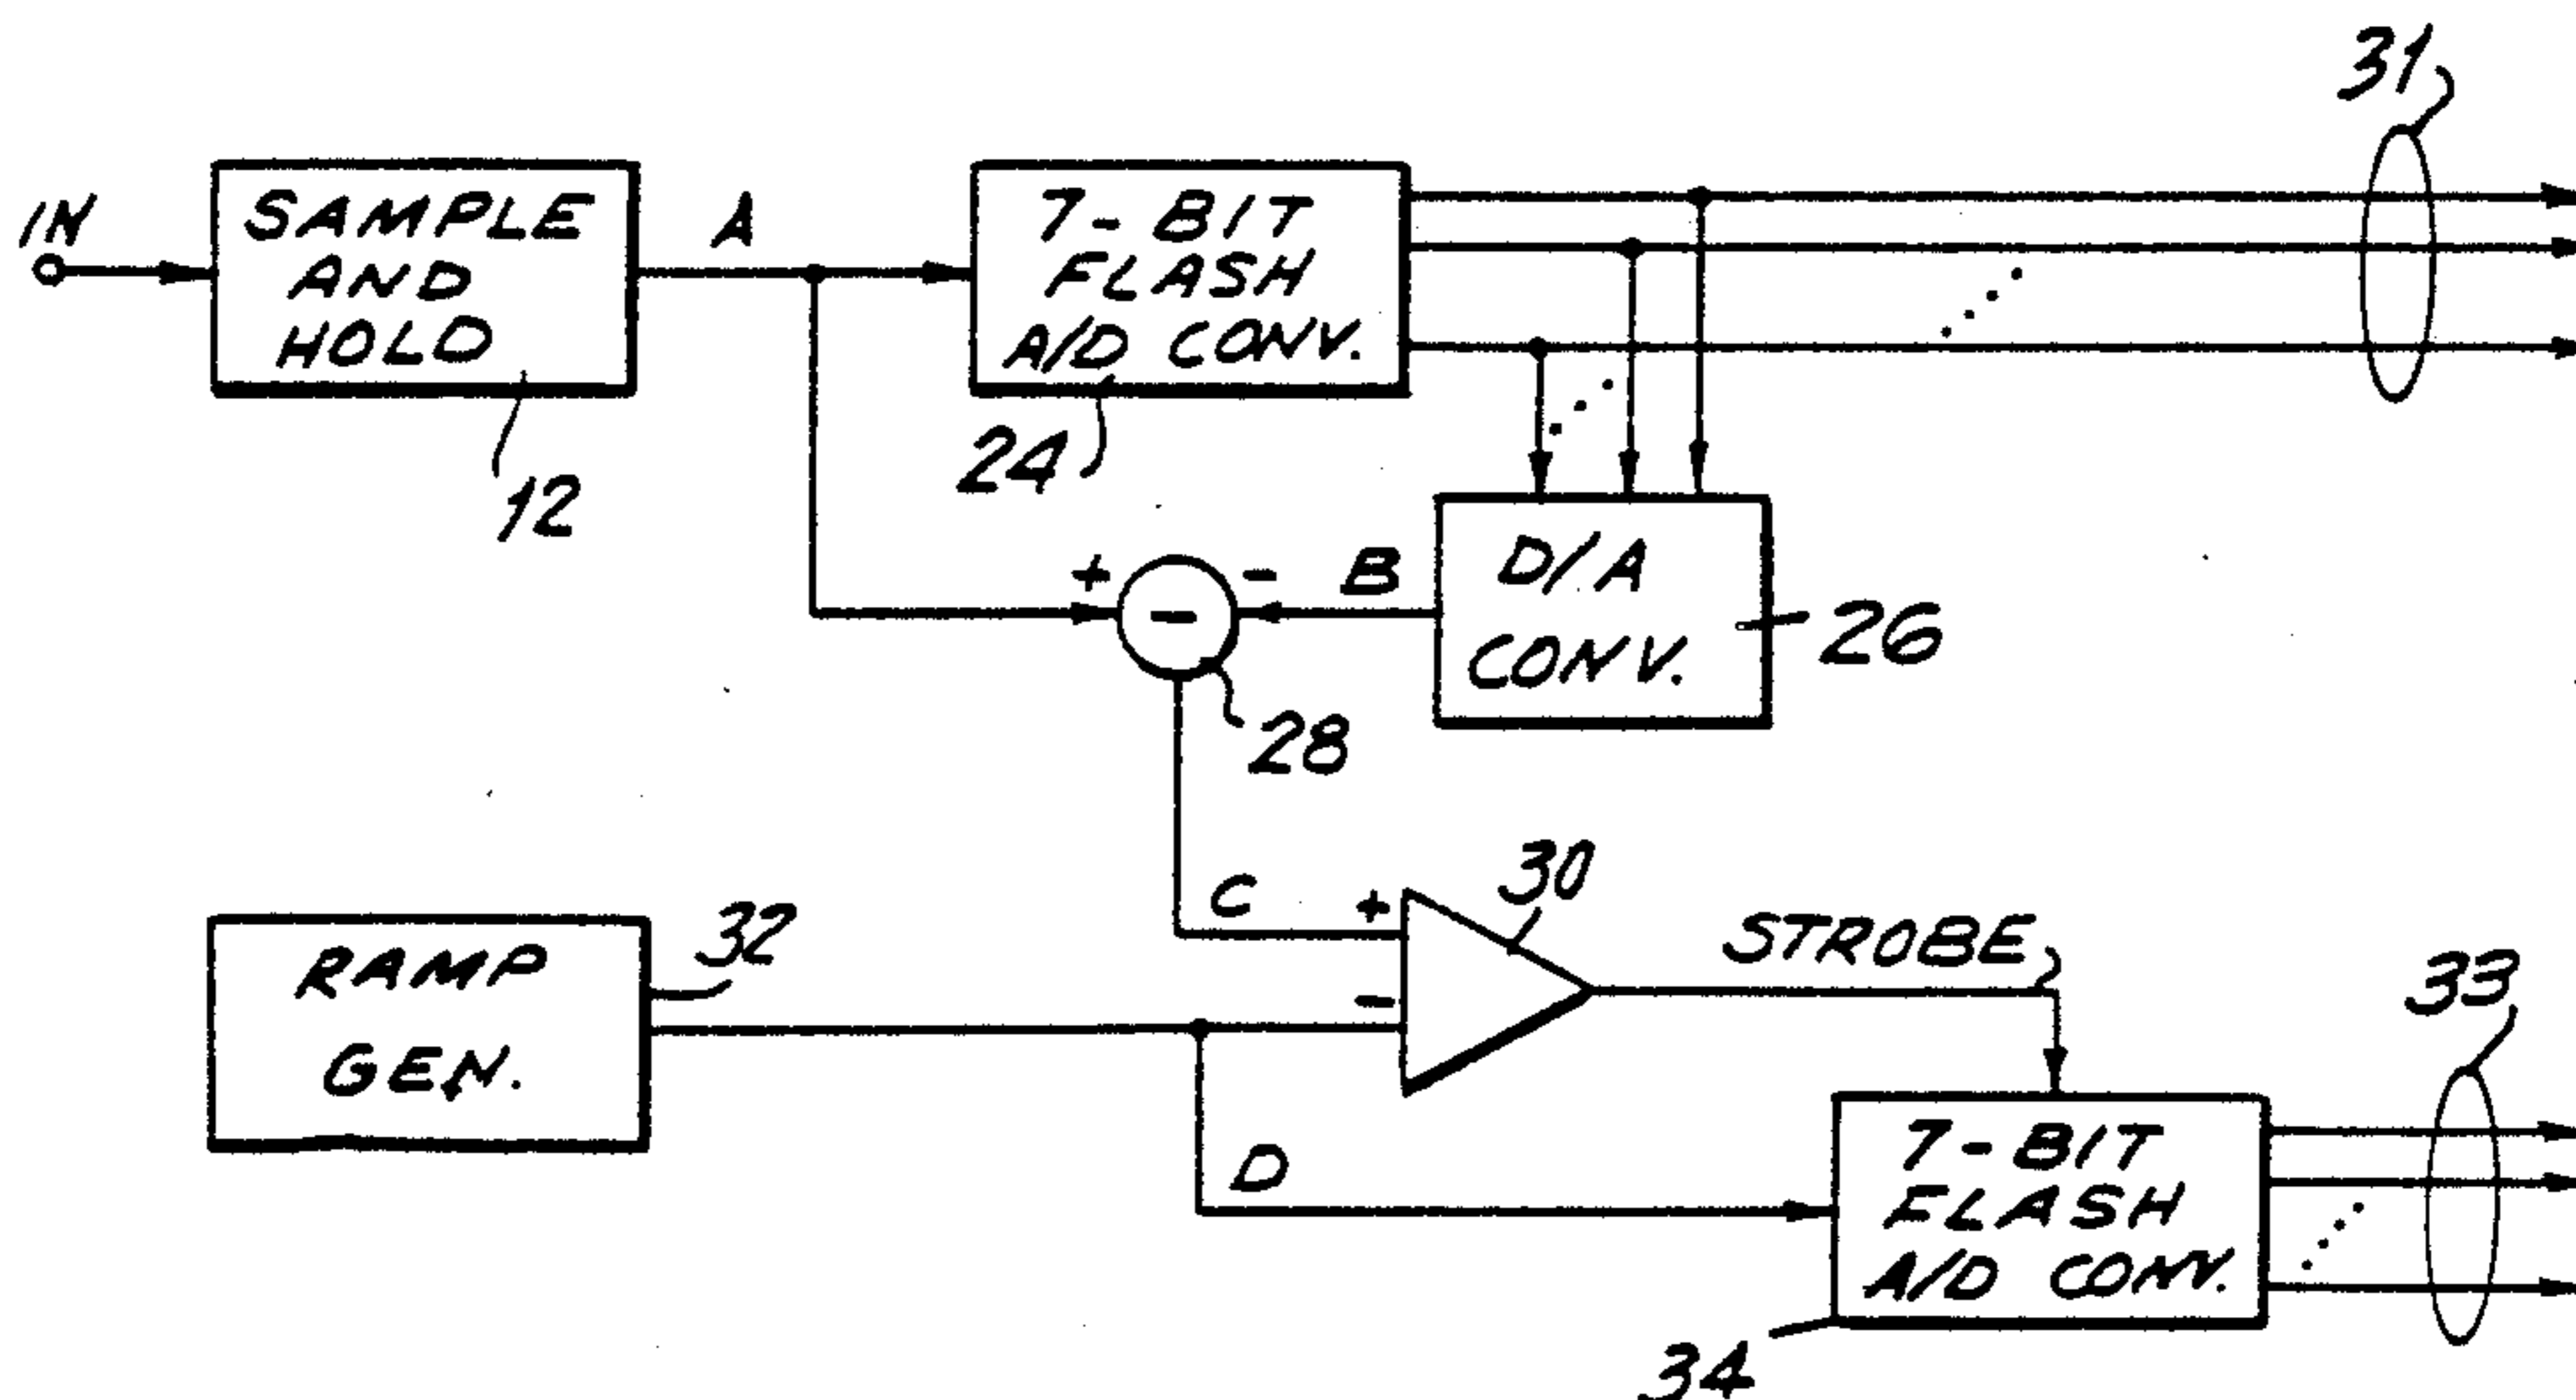 31
IN
SAMPLE
AND
HOLD
12
A
7-BIT
FLASH
A/D CONV.
24
+
-
-
B
D/A
CONV.
26
28
RAMP
GEN.
32
C
+
-
30
STROBE
D
7-BIT
FLASH
A/D CONV.
34
33